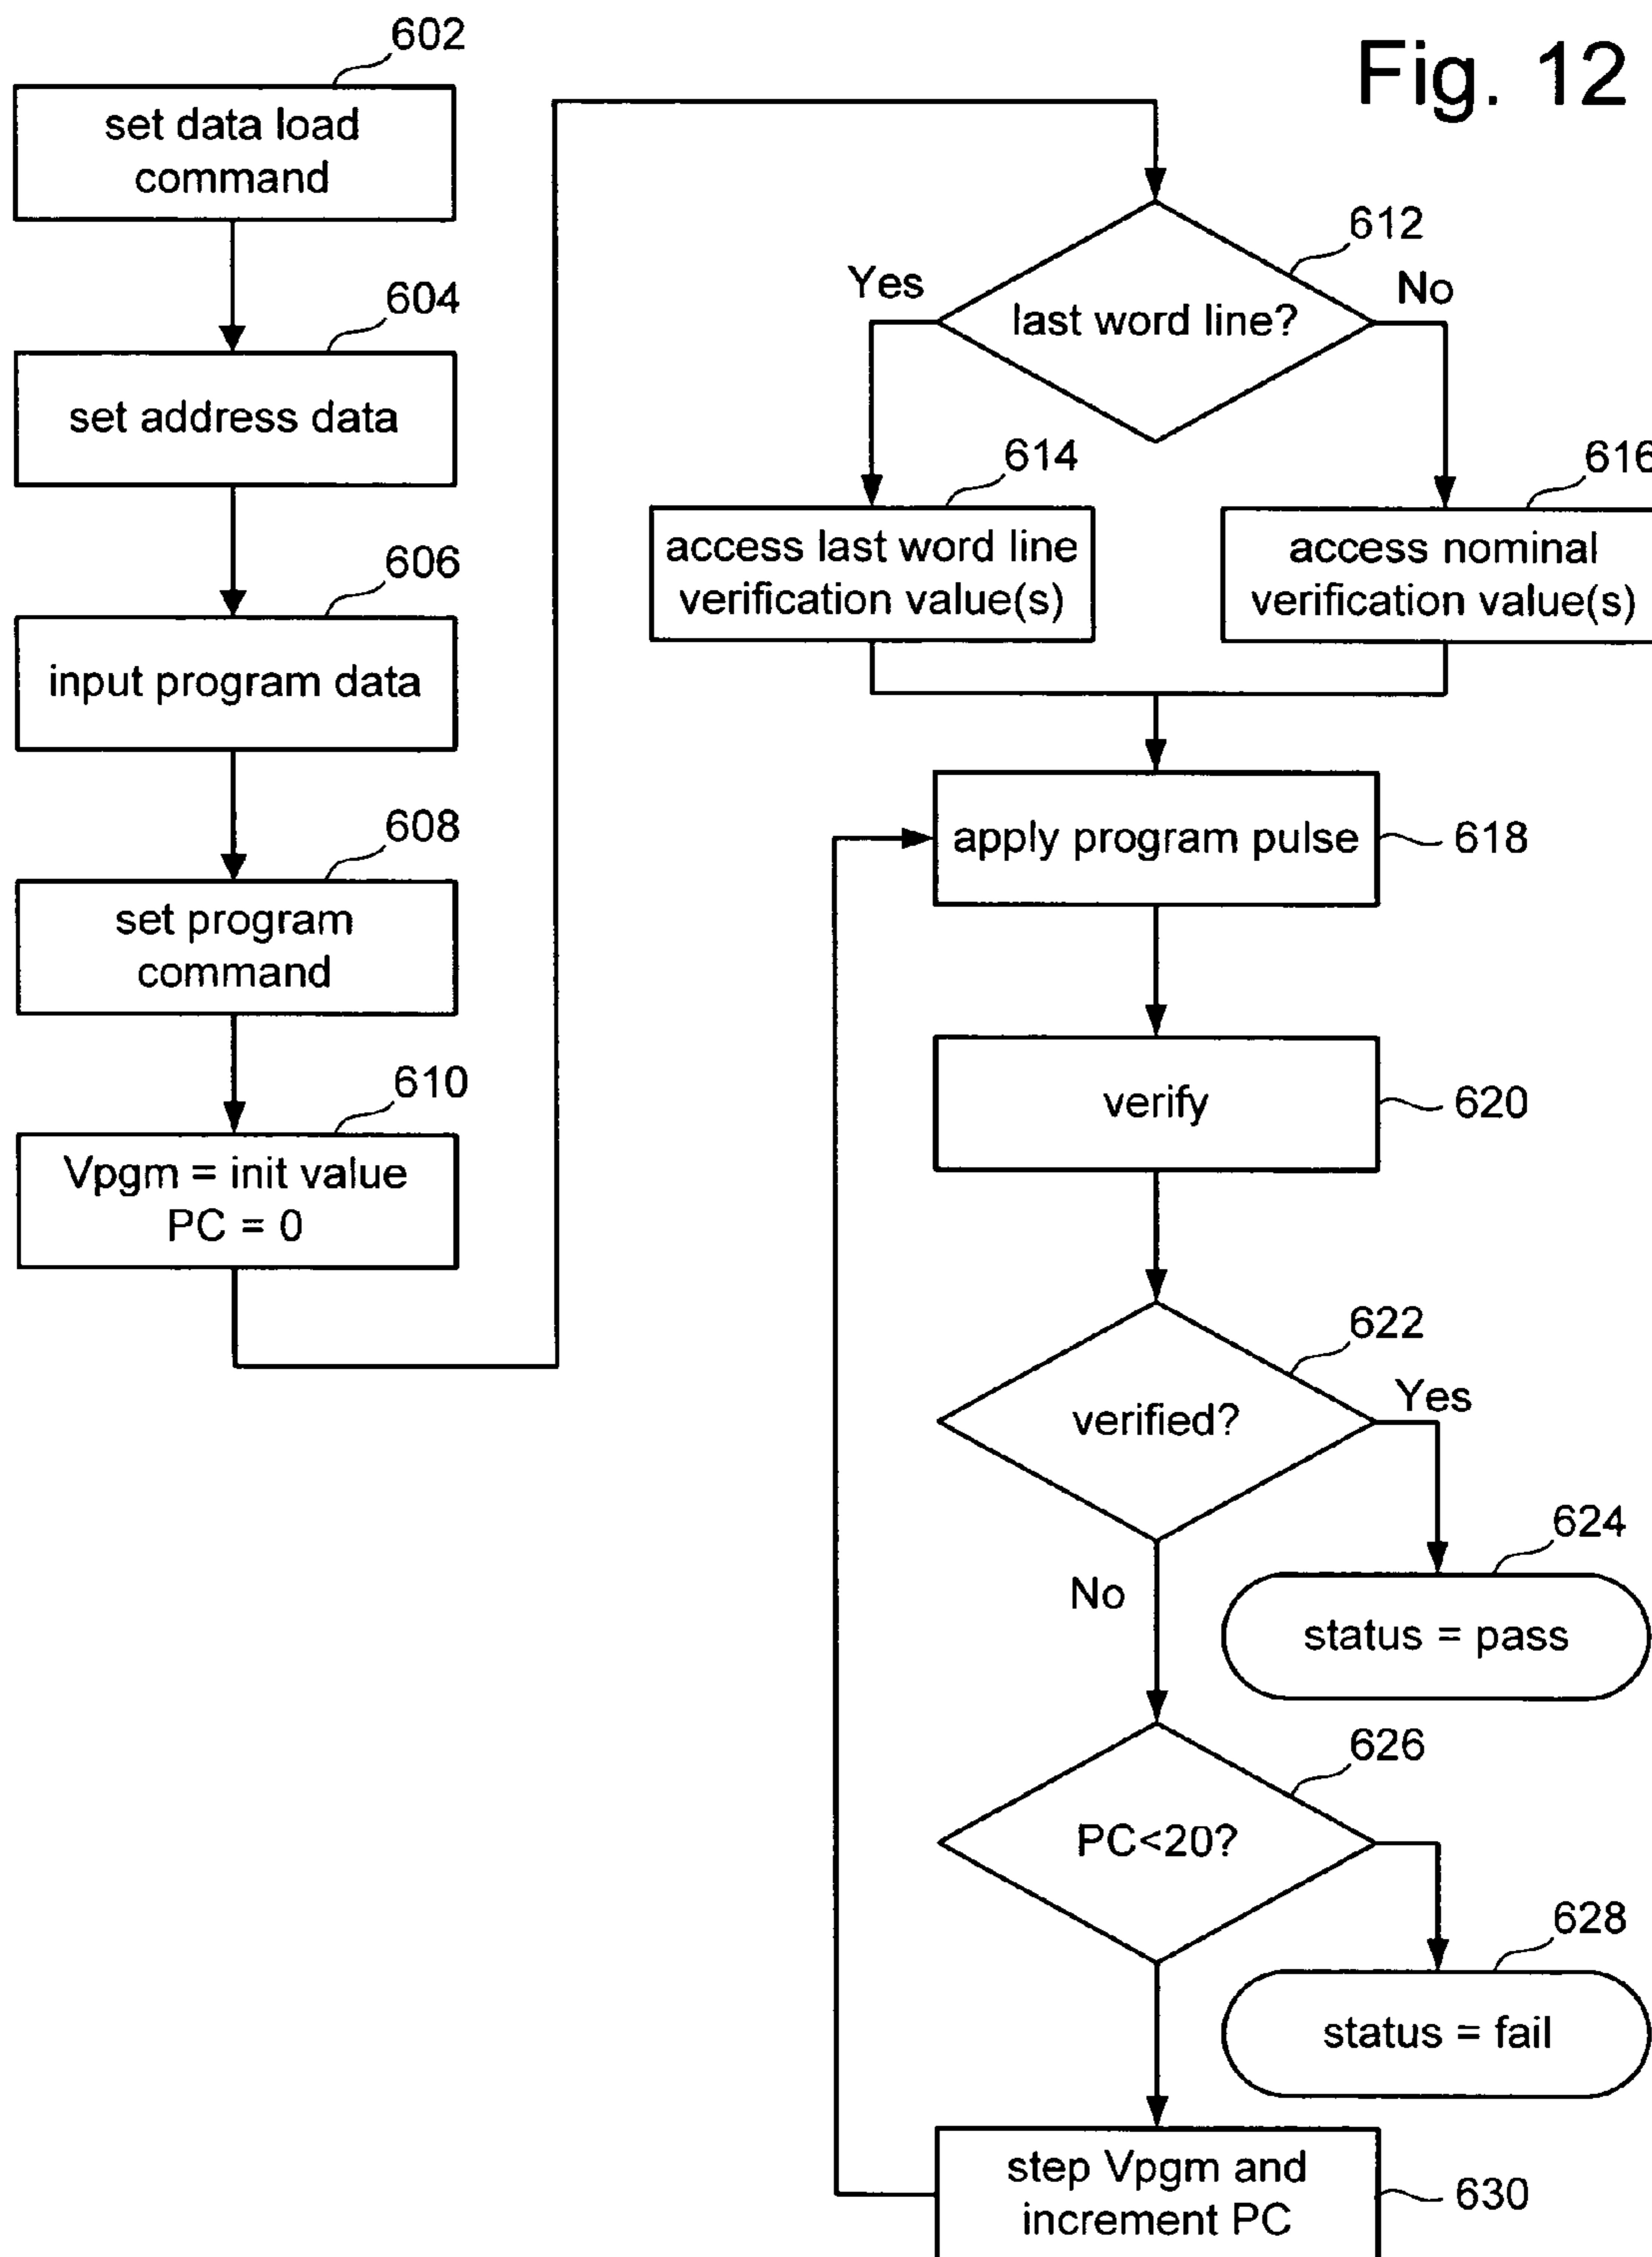 Fig. 12
602
set data load
command
604
set address data
606
input program data
608
set program
command
610
Vpgm = init value
PC = 0
612
last word line?
Yes
No
614
access last word line
verification value(s)
616
access nominal
verification value(s)
apply program pulse
618
verify
620
622
verified?
Yes
No
624
status = pass
626
PC<20?
628
status = fail
step Vpgm and
increment PC
630